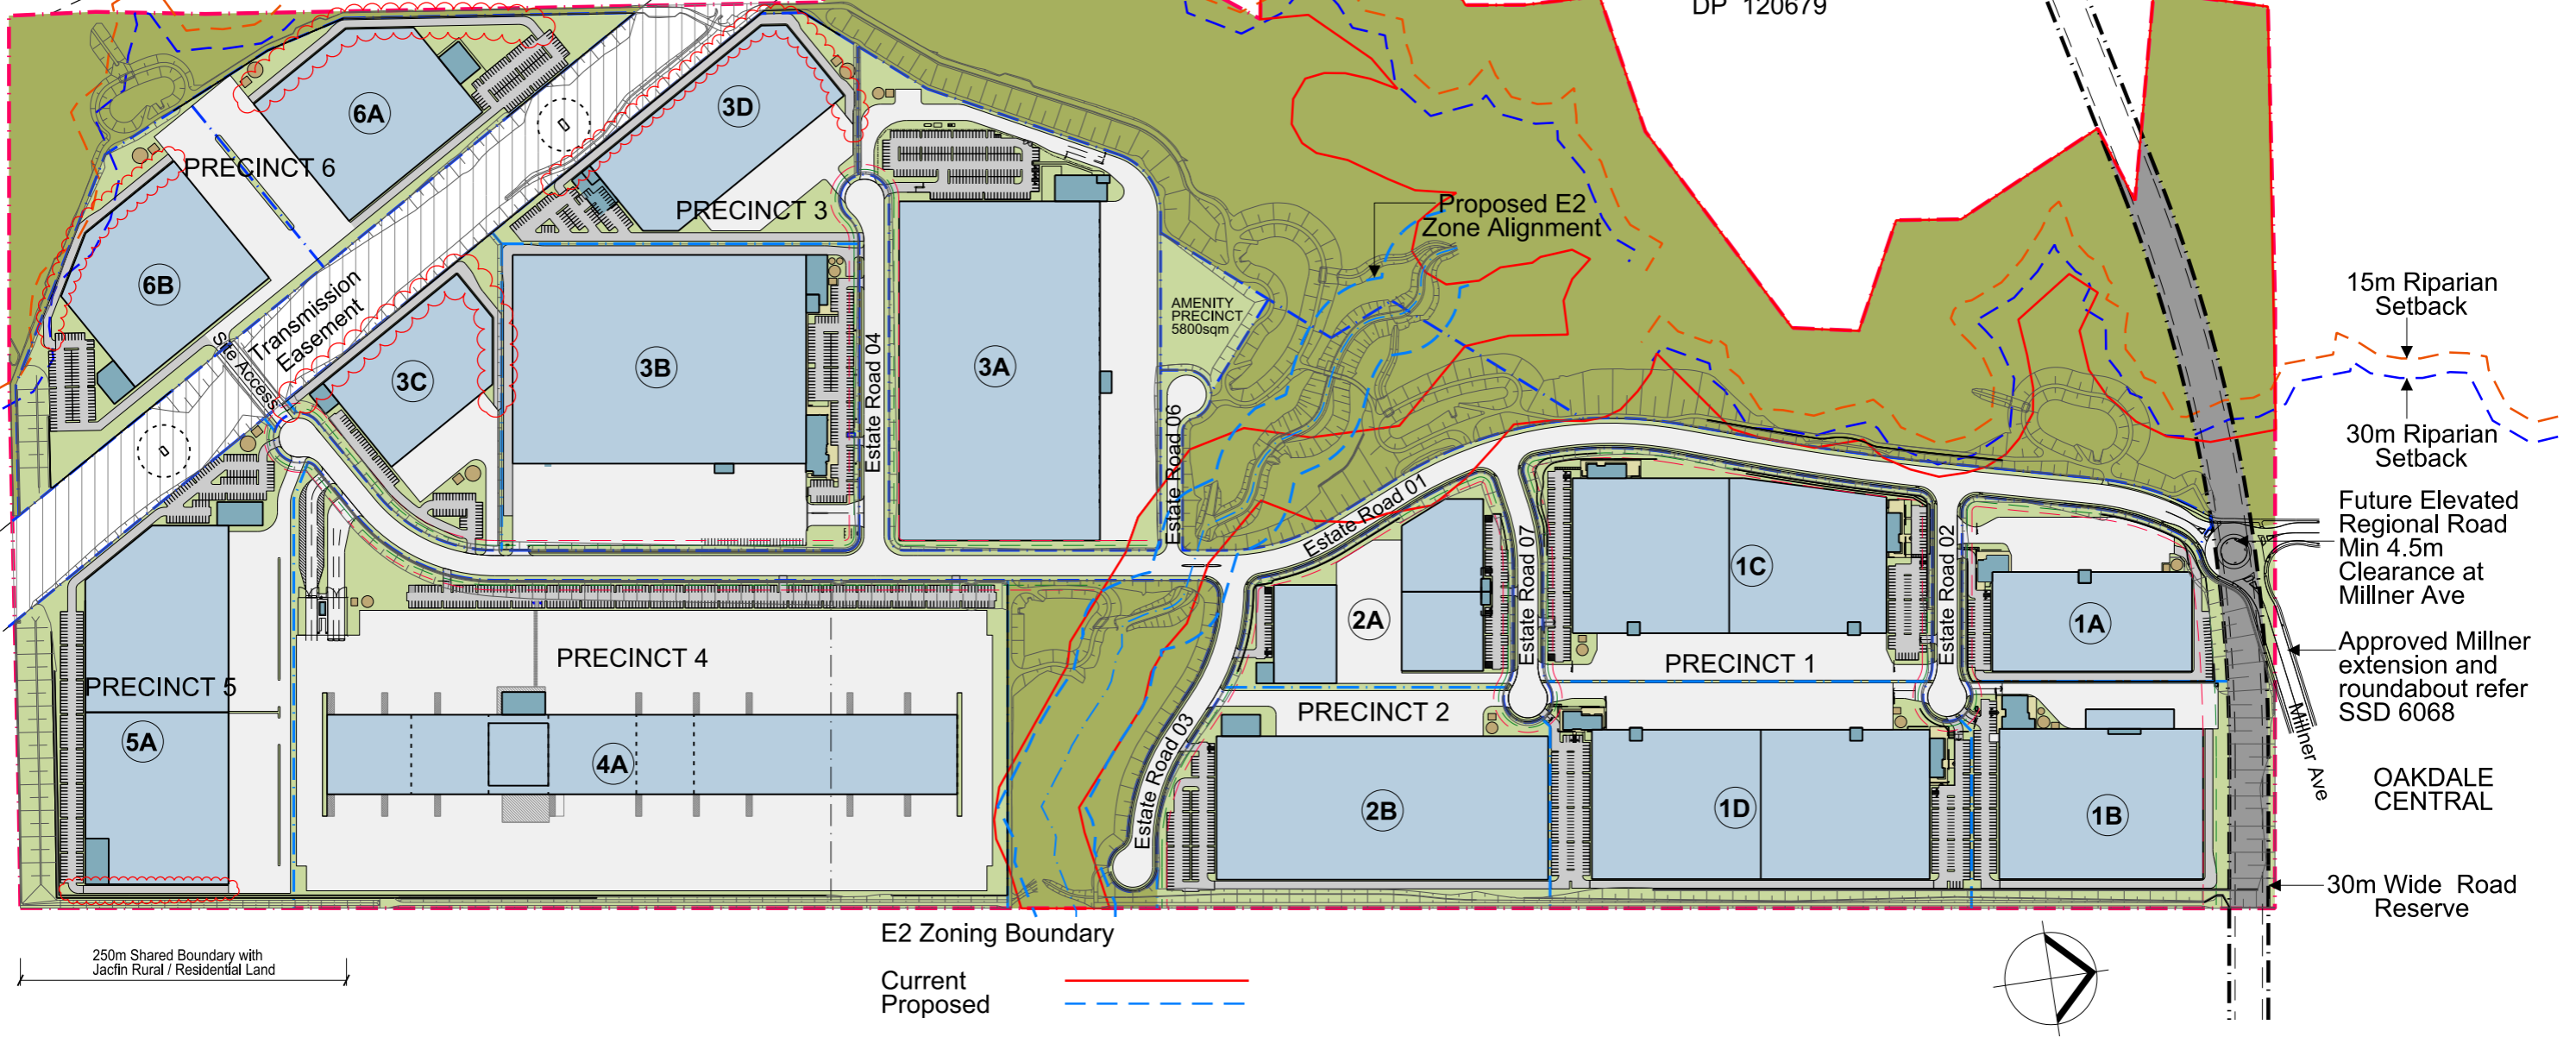 DP 120679
6A
3D
PRECINCT 6
PRECINCT 3
Proposed E2
Zone Alignment
6B
Transmission
Easement
AMENITY
PRECINCT
5800sqm
15m Riparian
Setback
Site Access
3C
3B
Estate Road 04
3A
Estate Road 06
30m Riparian
Setback
Estate Road 01
Future Elevated
Regional Road
Min 4.5m
Clearance at
Millner Ave
Estate Road 07
1C
Estate Road 02
2A
1A
PRECINCT 4
PRECINCT 1
Approved Millner
extension and
roundabout refer
SSD 6068
PRECINCT 5
PRECINCT 2
Millner Ave
5A
4A
Estate Road 03
2B
1D
1B
OAKDALE
CENTRAL
30m Wide Road
Reserve
E2 Zoning Boundary
250m Shared Boundary with
Jacfin Rural / Residential Land
Current
Proposed